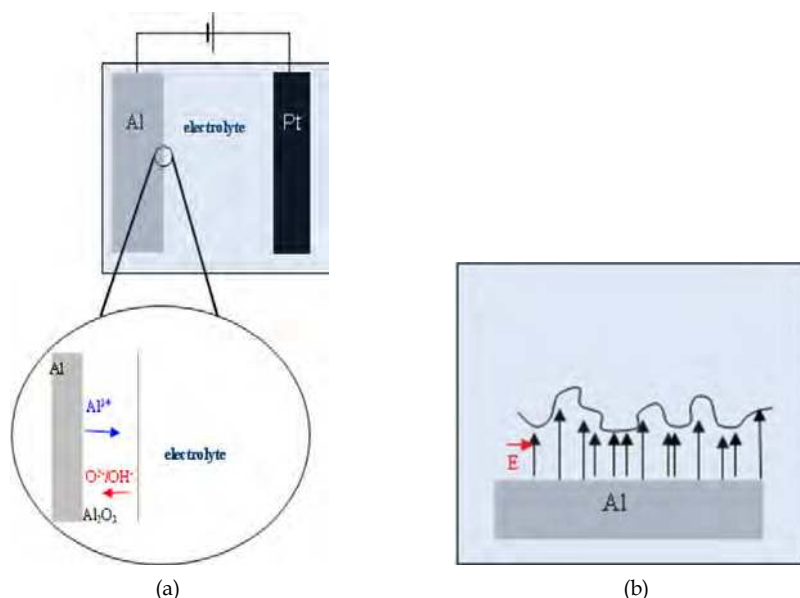 Al
electrolyte
Pt
Al
Al³⁺
electrolyte
O²⁻/OH⁻
Al₂O₃
E
Al
(a)
(b)